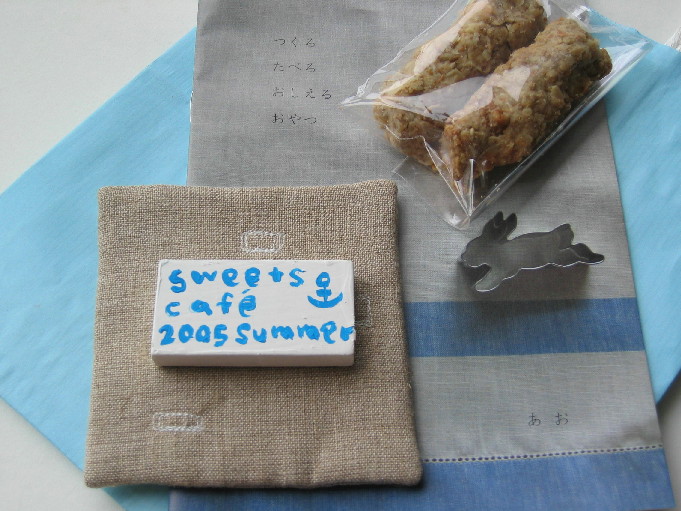 つくる
たべる
おしえる
おやつ
sweets
café
2005 summer
あお